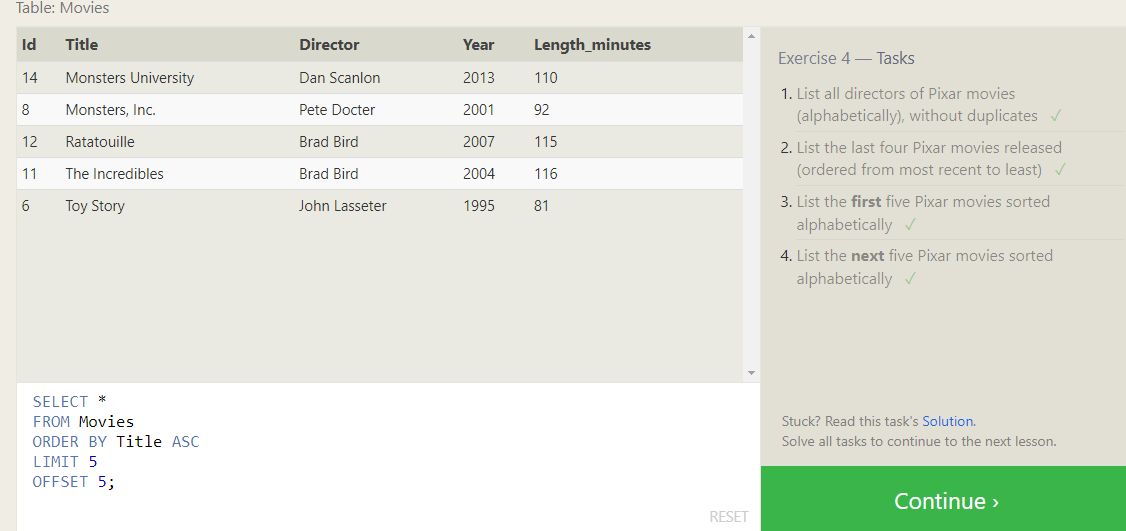 Table: Movies
Id Title Director Year Length_minutes
14 Monsters University Dan Scanlon 2013 110
8 Monsters, Inc. Pete Docter 2001 92
12 Ratatouille Brad Bird 2007 115
11 The Incredibles Brad Bird 2004 116
6 Toy Story John Lasseter 1995 81
SELECT *
FROM Movies
ORDER BY Title ASC
LIMIT 5
OFFSET 5;
RESET
Exercise 4 — Tasks
1. List all directors of Pixar movies
(alphabetically), without duplicates ✓
2. List the last four Pixar movies released
(ordered from most recent to least) ✓
3. List the first five Pixar movies sorted
alphabetically ✓
4. List the next five Pixar movies sorted
alphabetically ✓
Stuck? Read this task's Solution.
Solve all tasks to continue to the next lesson.
Continue ›